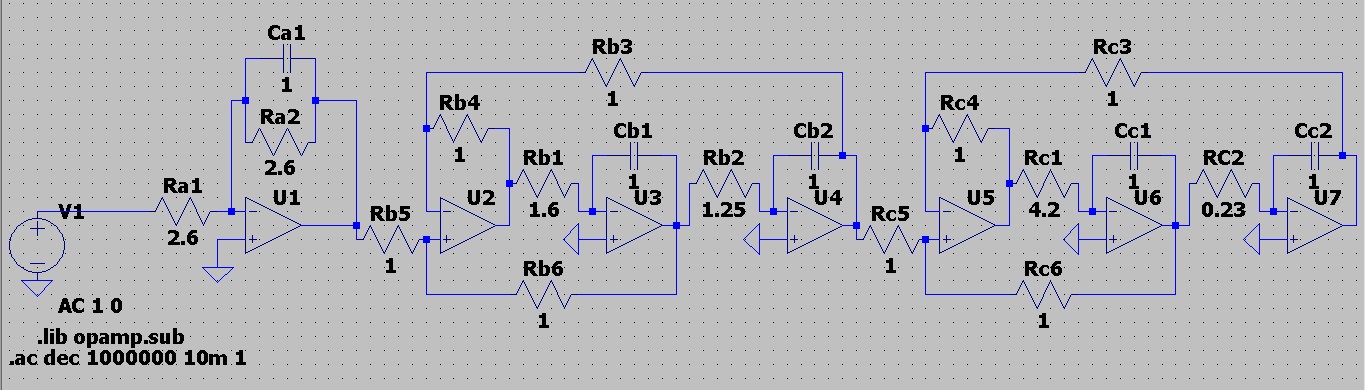 Ca1
1
Ra2
2.6
Ra1
2.6
U1
V1
AC 1 0
.lib opamp.sub
.ac dec 1000000 10m 1
Rb3
1
Rb4
1
Rb5
1
U2
Rb1
1.6
Cb1
1
U3
Rb6
1
Rb2
1.25
Cb2
1
U4
Rc5
1
Rc3
1
Rc4
1
U5
Rc1
4.2
Cc1
1
U6
Rc6
1
RC2
0.23
Cc2
1
U7